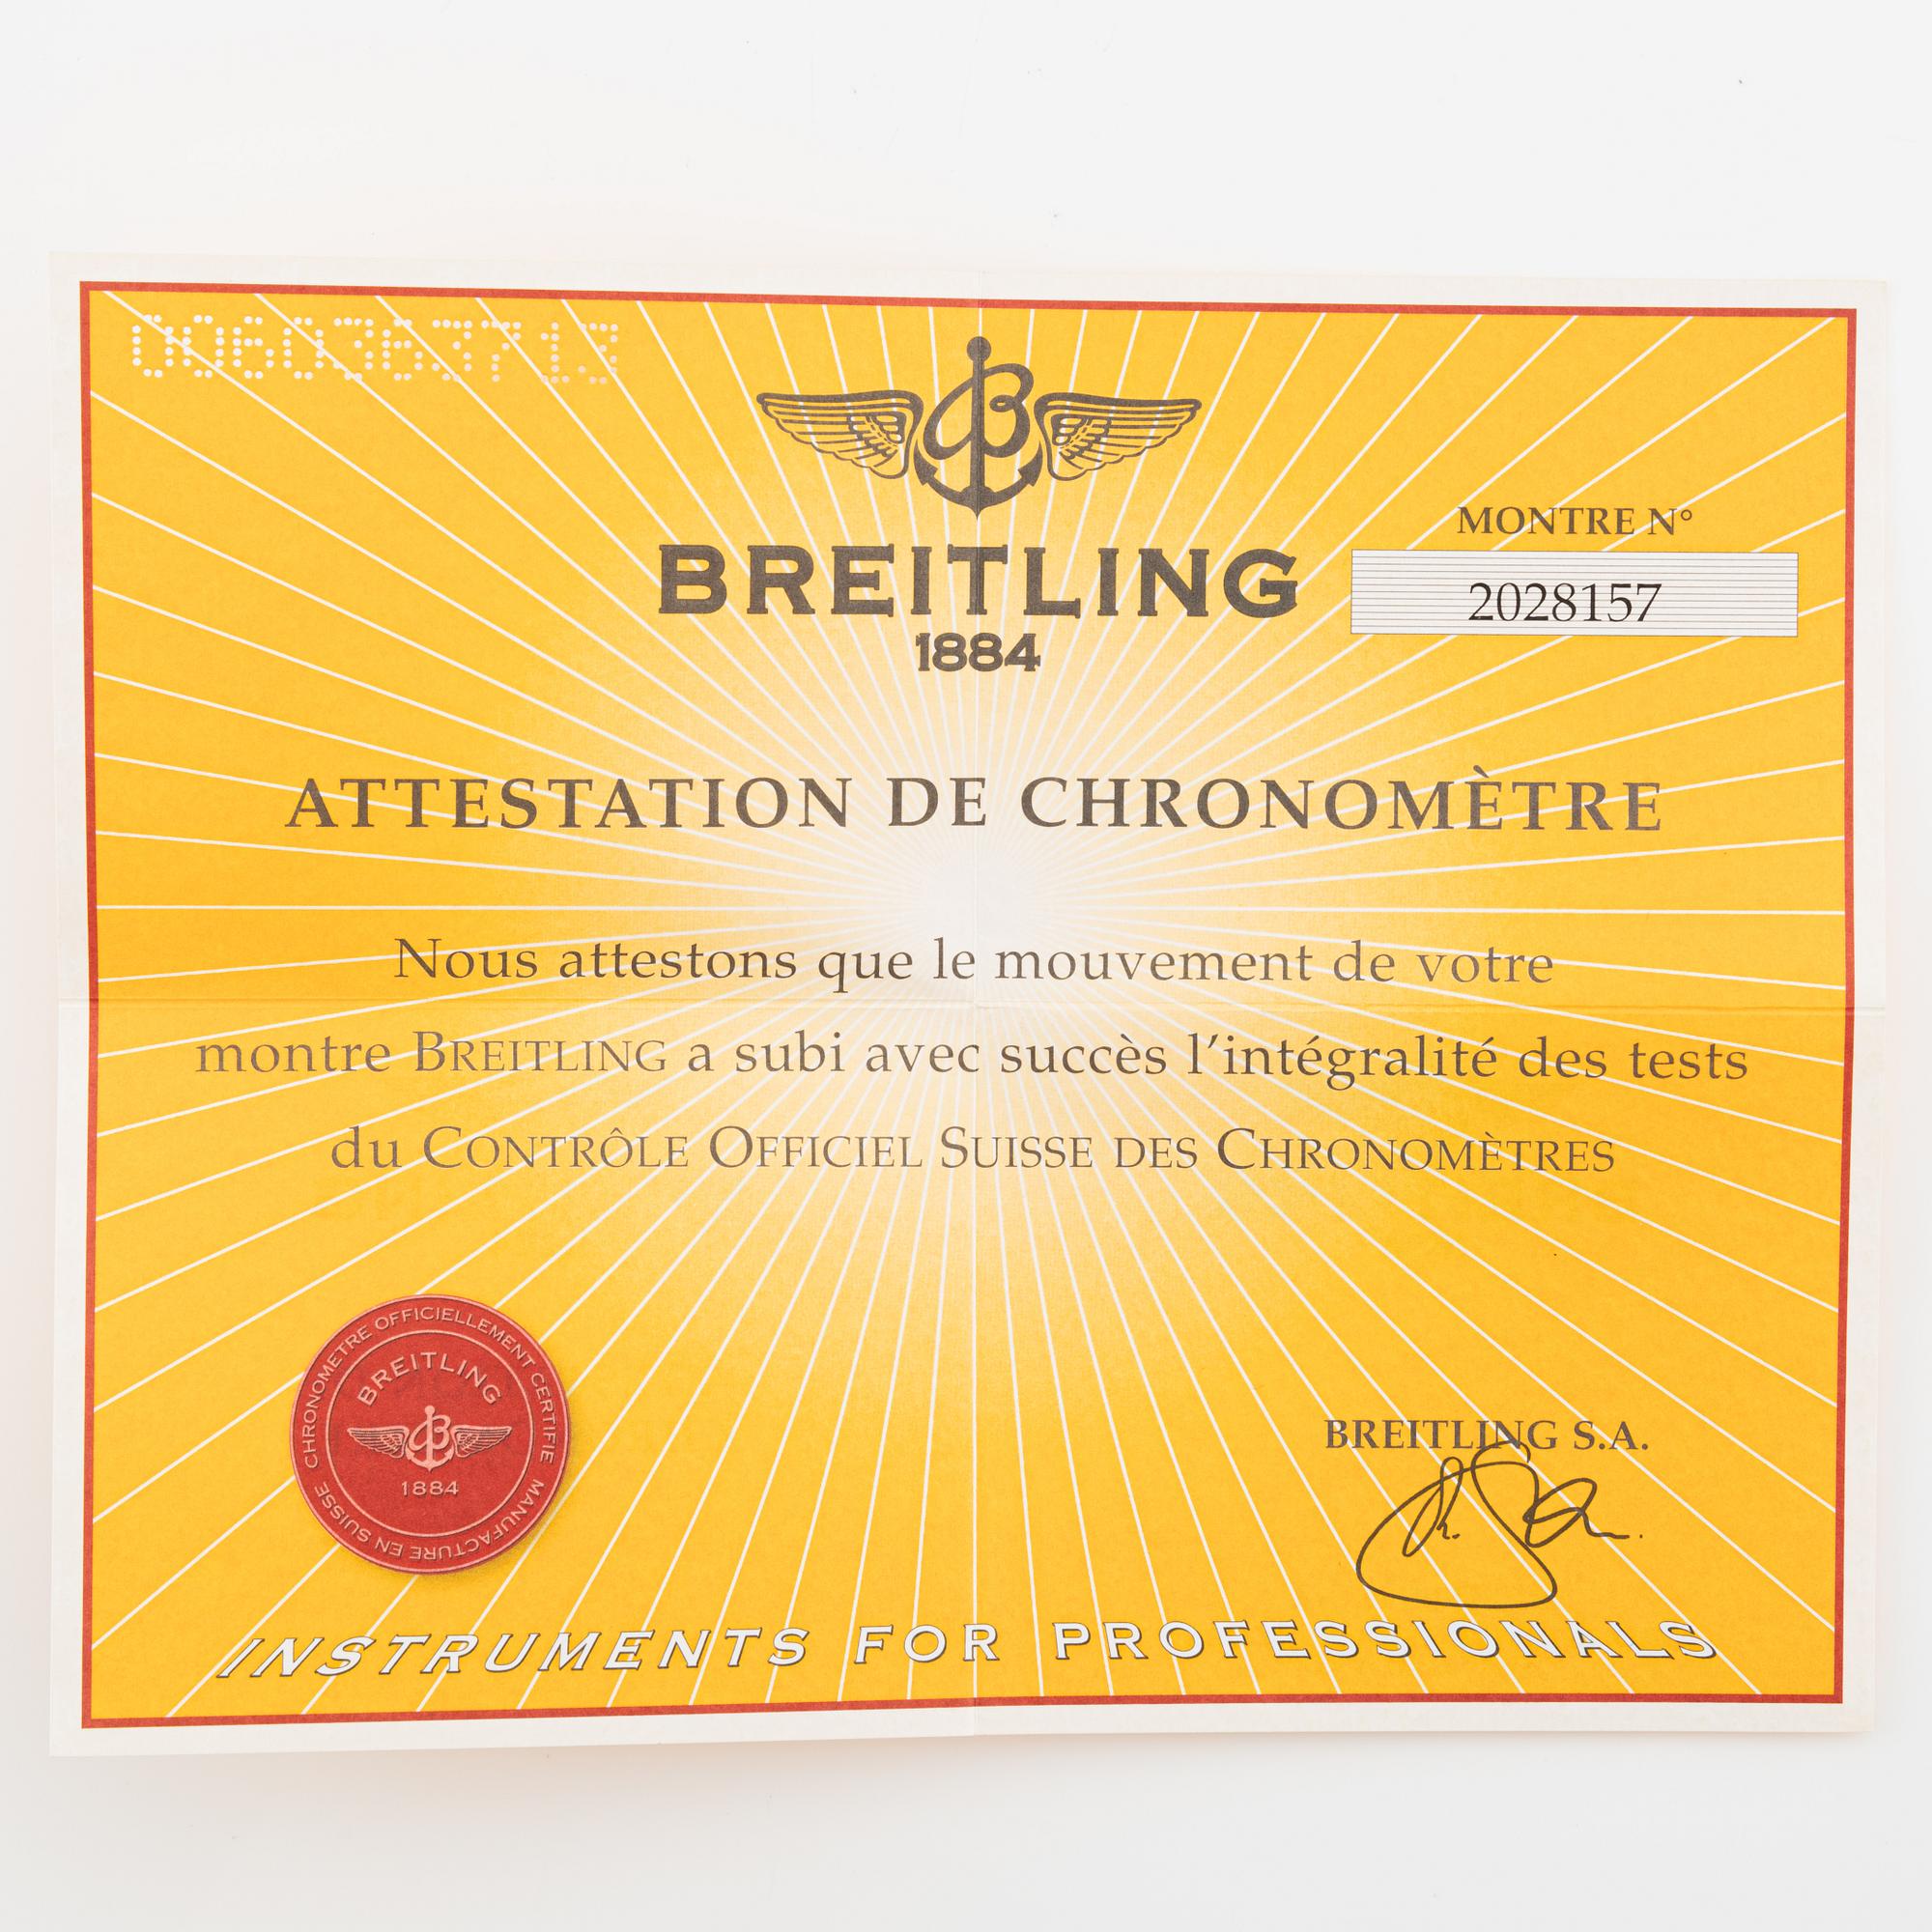 BREITLING
1884
MONTRE N°
2028157
ATTESTATION DE CHRONOMÈTRE
Nous attestons que le mouvement de votre
montre BREITLING a subi avec succès l'intégralité des tests
du CONTRÔLE OFFICIEL SUISSE DES CHRONOMÈTRES
CHRONOMETRE OFFICIELLEMENT CERTIFIE MANUFACTURE EN SUISSE
BREITLING
1884
BREITLING S.A.
INSTRUMENTS FOR PROFESSIONALS